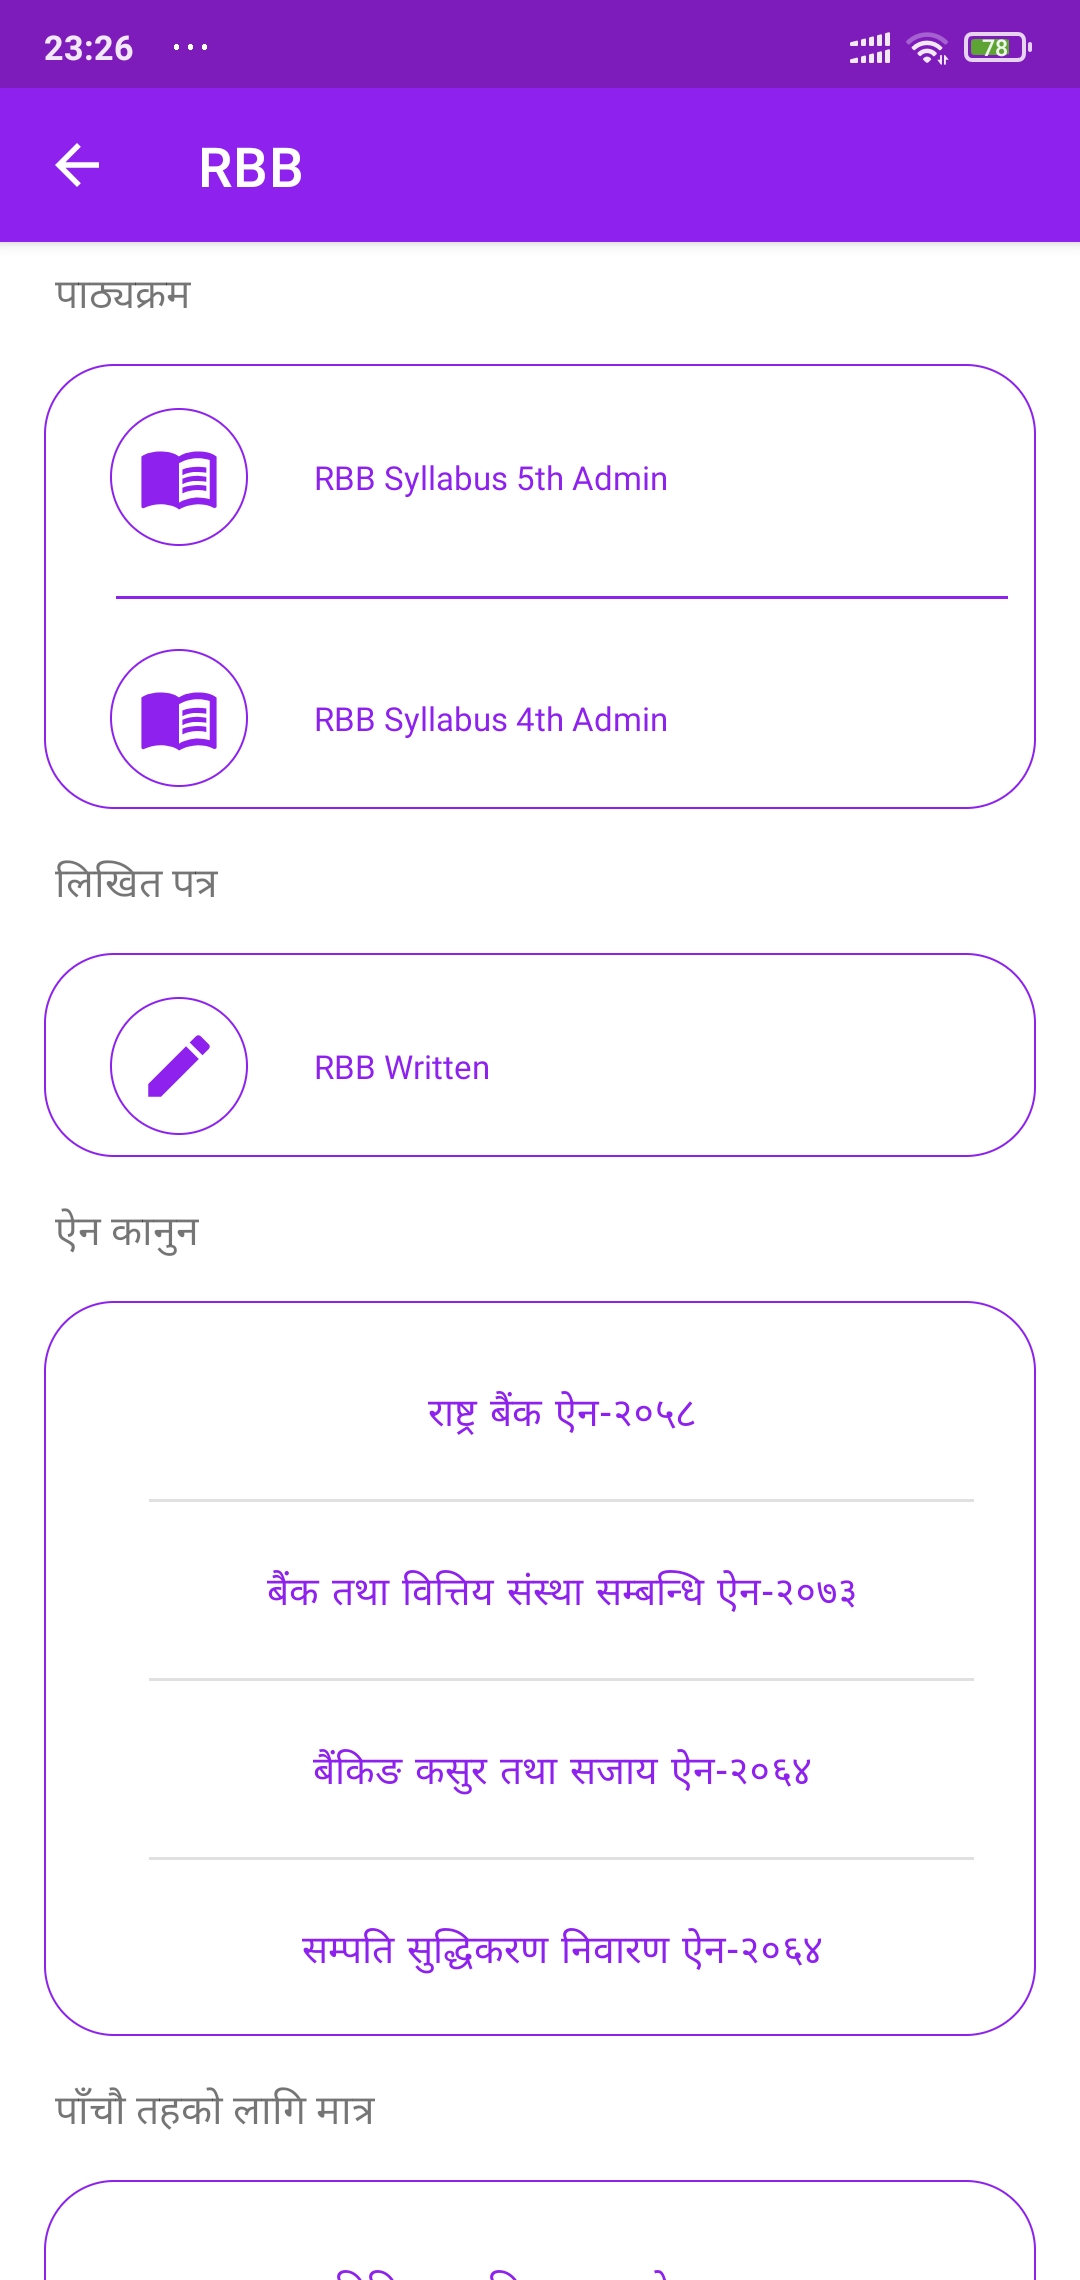 23:26 ...
78
RBB
पाठ्यक्रम
RBB Syllabus 5th Admin
RBB Syllabus 4th Admin
लिखित पत्र
RBB Written
ऐन कानुन
राष्ट्र बैंक ऐन-२०५८
बैंक तथा वित्तिय संस्था सम्बन्धि ऐन-२०७३
बैंकिङ कसुर तथा सजाय ऐन-२०६४
सम्पति सुद्धिकरण निवारण ऐन-२०६४
पाँचौ तहको लागि मात्र